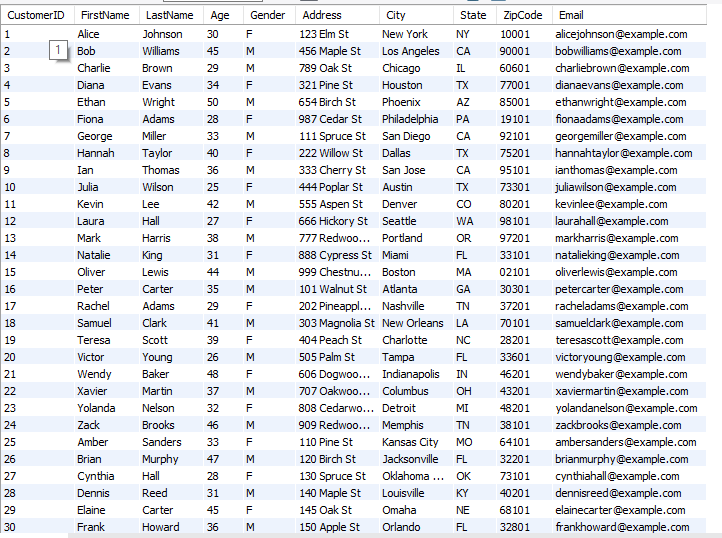 CustomerID FirstName LastName Age Gender Address City State ZipCode Email
1 Alice Johnson 30 F 123 Elm St New York NY 10001 alicejohnson@example.com
2 Bob Williams 45 M 456 Maple St Los Angeles CA 90001 bobwilliams@example.com
1
3 Charlie Brown 29 M 789 Oak St Chicago IL 60601 charliebrown@example.com
4 Diana Evans 34 F 321 Pine St Houston TX 77001 dianaevans@example.com
5 Ethan Wright 50 M 654 Birch St Phoenix AZ 85001 ethanwright@example.com
6 Fiona Adams 28 F 987 Cedar St Philadelphia PA 19101 fionaadams@example.com
7 George Miller 33 M 111 Spruce St San Diego CA 92101 georgemiller@example.com
8 Hannah Taylor 40 F 222 Willow St Dallas TX 75201 hannahtaylor@example.com
9 Ian Thomas 36 M 333 Cherry St San Jose CA 95101 ianthomas@example.com
10 Julia Wilson 25 F 444 Poplar St Austin TX 73301 juliawilson@example.com
11 Kevin Lee 42 M 555 Aspen St Denver CO 80201 kevinlee@example.com
12 Laura Hall 27 F 666 Hickory St Seattle WA 98101 laurahall@example.com
13 Mark Harris 38 M 777 Redwoo... Portland OR 97201 markharris@example.com
14 Natalie King 31 F 888 Cypress St Miami FL 33101 natalieking@example.com
15 Oliver Lewis 44 M 999 Chestnu... Boston MA 02101 oliverlewis@example.com
16 Peter Carter 35 M 101 Walnut St Atlanta GA 30301 petercarter@example.com
17 Rachel Adams 29 F 202 Pineappl... Nashville TN 37201 racheladams@example.com
18 Samuel Clark 41 M 303 Magnolia St New Orleans LA 70101 samuelclark@example.com
19 Teresa Scott 39 F 404 Peach St Charlotte NC 28201 teresascott@example.com
20 Victor Young 26 M 505 Palm St Tampa FL 33601 victoryoung@example.com
21 Wendy Baker 48 F 606 Dogwoo... Indianapolis IN 46201 wendybaker@example.com
22 Xavier Martin 37 M 707 Oakwoo... Columbus OH 43201 xaviermartin@example.com
23 Yolanda Nelson 32 F 808 Cedarwo... Detroit MI 48201 yolandanelson@example.com
24 Zack Brooks 46 M 909 Redwoo... Memphis TN 38101 zackbrooks@example.com
25 Amber Sanders 33 F 110 Pine St Kansas City MO 64101 ambersanders@example.com
26 Brian Murphy 47 M 120 Birch St Jacksonville FL 32201 brianmurphy@example.com
27 Cynthia Hall 28 F 130 Spruce St Oklahoma ... OK 73101 cynthiahall@example.com
28 Dennis Reed 31 M 140 Maple St Louisville KY 40201 dennisreed@example.com
29 Elaine Carter 45 F 145 Oak St Omaha NE 68101 elainecarter@example.com
30 Frank Howard 36 M 150 Apple St Orlando FL 32801 frankhoward@example.com